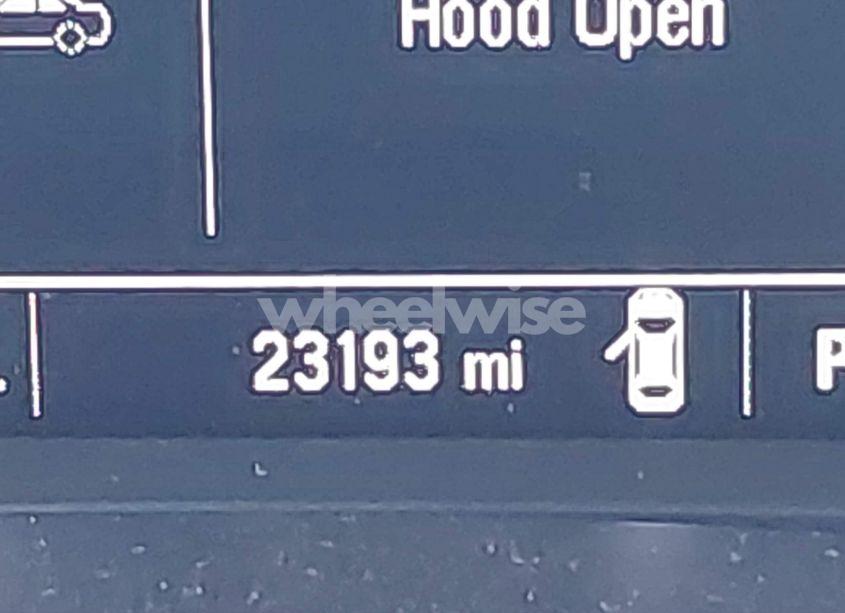 Hood Open
wheelwise
23193 mi
P